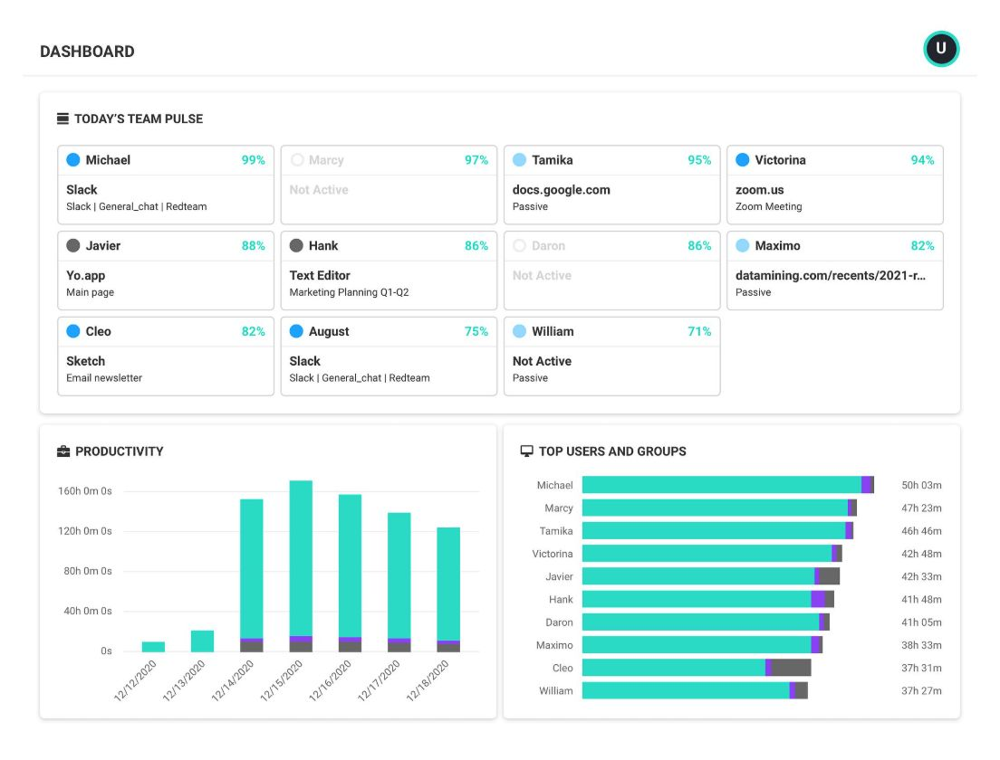 DASHBOARD
U
TODAY'S TEAM PULSE
Michael 99%
Slack
Slack | General_chat | Redteam
Marcy 97%
Not Active
Tamika 95%
docs.google.com
Passive
Victorina 94%
zoom.us
Zoom Meeting
Javier 88%
Yo.app
Main page
Hank 86%
Text Editor
Marketing Planning Q1-Q2
Daron 86%
Not Active
Maximo 82%
datamining.com/recents/2021-r...
Passive
Cleo 82%
Sketch
Email newsletter
August 75%
Slack
Slack | General_chat | Redteam
William 71%
Not Active
Passive
PRODUCTIVITY
160h 0m 0s
120h 0m 0s
80h 0m 0s
40h 0m 0s
0s
12/12/2020
12/13/2020
12/14/2020
12/15/2020
12/16/2020
12/17/2020
12/18/2020
TOP USERS AND GROUPS
Michael 50h 03m
Marcy 47h 23m
Tamika 46h 46m
Victorina 42h 48m
Javier 42h 33m
Hank 41h 48m
Daron 41h 05m
Maximo 38h 33m
Cleo 37h 31m
William 37h 27m